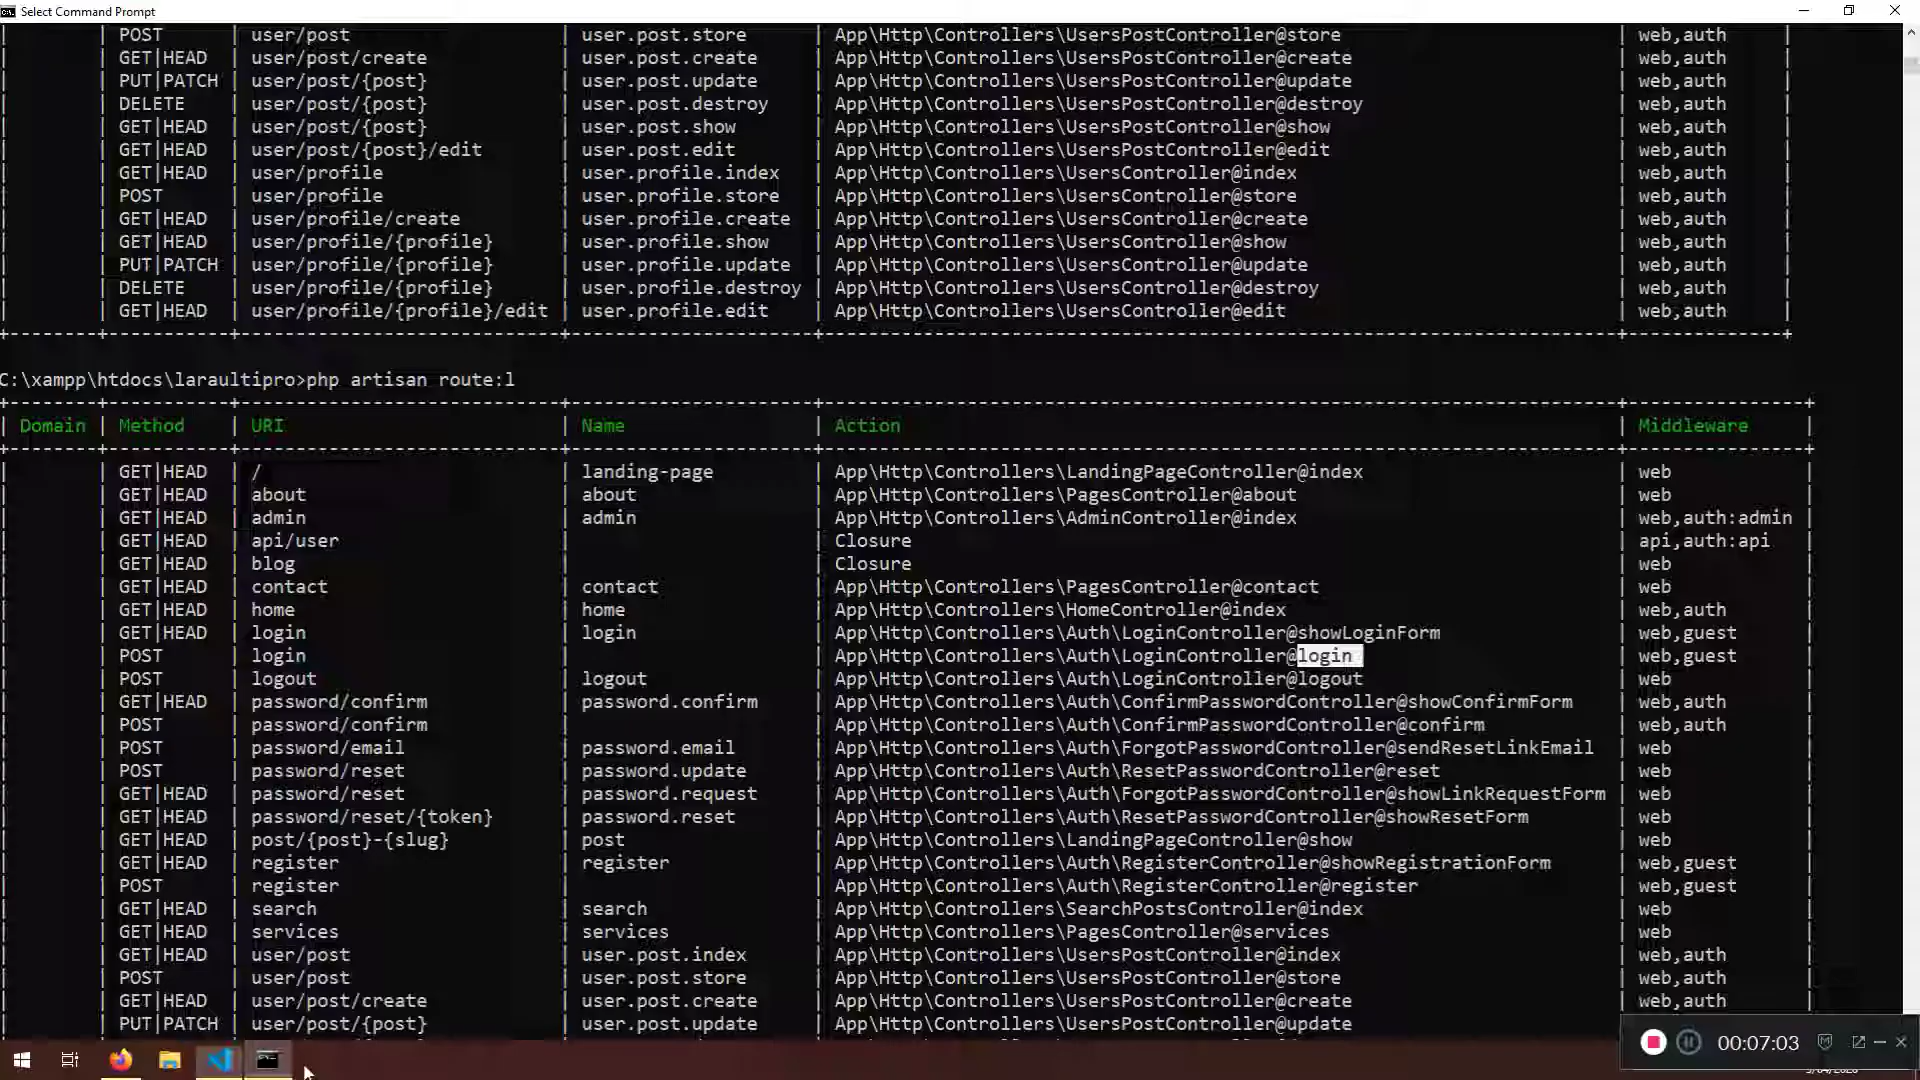 Select Command Prompt
| | POST | user/post | user.post.store | App\Http\Controllers\UsersPostController@store | web,auth |
| | GET|HEAD | user/post/create | user.post.create | App\Http\Controllers\UsersPostController@create | web,auth |
| | PUT|PATCH | user/post/{post} | user.post.update | App\Http\Controllers\UsersPostController@update | web,auth |
| | DELETE | user/post/{post} | user.post.destroy | App\Http\Controllers\UsersPostController@destroy | web,auth |
| | GET|HEAD | user/post/{post} | user.post.show | App\Http\Controllers\UsersPostController@show | web,auth |
| | GET|HEAD | user/post/{post}/edit | user.post.edit | App\Http\Controllers\UsersPostController@edit | web,auth |
| | GET|HEAD | user/profile | user.profile.index | App\Http\Controllers\UsersController@index | web,auth |
| | POST | user/profile | user.profile.store | App\Http\Controllers\UsersController@store | web,auth |
| | GET|HEAD | user/profile/create | user.profile.create | App\Http\Controllers\UsersController@create | web,auth |
| | GET|HEAD | user/profile/{profile} | user.profile.show | App\Http\Controllers\UsersController@show | web,auth |
| | PUT|PATCH | user/profile/{profile} | user.profile.update | App\Http\Controllers\UsersController@update | web,auth |
| | DELETE | user/profile/{profile} | user.profile.destroy | App\Http\Controllers\UsersController@destroy | web,auth |
| | GET|HEAD | user/profile/{profile}/edit | user.profile.edit | App\Http\Controllers\UsersController@edit | web,auth |
C:\xampp\htdocs\laraultipro>php artisan route:l
| Domain | Method | URI | Name | Action | Middleware |
| | GET|HEAD | / | landing-page | App\Http\Controllers\LandingPageController@index | web |
| | GET|HEAD | about | about | App\Http\Controllers\PagesController@about | web |
| | GET|HEAD | admin | admin | App\Http\Controllers\AdminController@index | web,auth:admin |
| | GET|HEAD | api/user | | Closure | api,auth:api |
| | GET|HEAD | blog | | Closure | web |
| | GET|HEAD | contact | contact | App\Http\Controllers\PagesController@contact | web |
| | GET|HEAD | home | home | App\Http\Controllers\HomeController@index | web,auth |
| | GET|HEAD | login | login | App\Http\Controllers\Auth\LoginController@showLoginForm | web,guest |
| | POST | login | | App\Http\Controllers\Auth\LoginController@login | web,guest |
| | POST | logout | logout | App\Http\Controllers\Auth\LoginController@logout | web |
| | GET|HEAD | password/confirm | password.confirm | App\Http\Controllers\Auth\ConfirmPasswordController@showConfirmForm | web,auth |
| | POST | password/confirm | | App\Http\Controllers\Auth\ConfirmPasswordController@confirm | web,auth |
| | POST | password/email | password.email | App\Http\Controllers\Auth\ForgotPasswordController@sendResetLinkEmail | web |
| | POST | password/reset | password.update | App\Http\Controllers\Auth\ResetPasswordController@reset | web |
| | GET|HEAD | password/reset | password.request | App\Http\Controllers\Auth\ForgotPasswordController@showLinkRequestForm | web |
| | GET|HEAD | password/reset/{token} | password.reset | App\Http\Controllers\Auth\ResetPasswordController@showResetForm | web |
| | GET|HEAD | post/{post}-{slug} | post | App\Http\Controllers\LandingPageController@show | web |
| | GET|HEAD | register | register | App\Http\Controllers\Auth\RegisterController@showRegistrationForm | web,guest |
| | POST | register | | App\Http\Controllers\Auth\RegisterController@register | web,guest |
| | GET|HEAD | search | search | App\Http\Controllers\SearchPostsController@index | web |
| | GET|HEAD | services | services | App\Http\Controllers\PagesController@services | web |
| | GET|HEAD | user/post | user.post.index | App\Http\Controllers\UsersPostController@index | web,auth |
| | POST | user/post | user.post.store | App\Http\Controllers\UsersPostController@store | web,auth |
| | GET|HEAD | user/post/create | user.post.create | App\Http\Controllers\UsersPostController@create | web,auth |
| | PUT|PATCH | user/post/{post} | user.post.update | App\Http\Controllers\UsersPostController@update
00:07:03